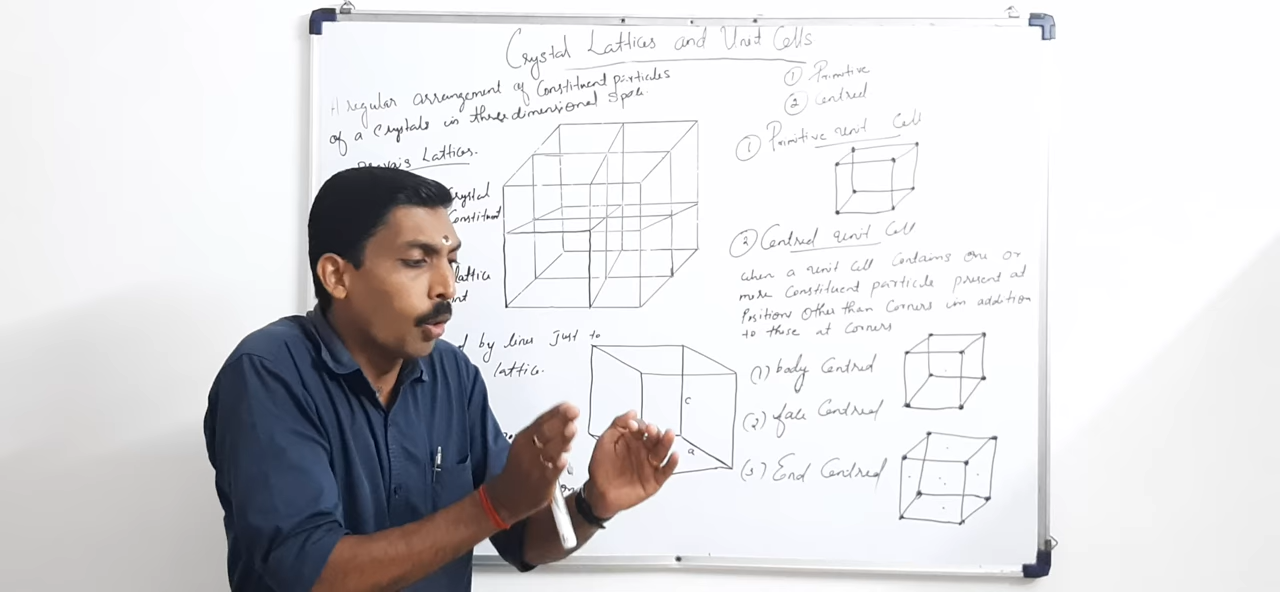 Crystal Lattices and Unit Cells
A regular arrangement of Constituent particles
of a Crystals in three dimensional space.
Lattices.
Crystal
Constituent
lattice
by lines Just to
lattice.
c
a
① Primitive
② Centred
① Primitive unit Cell
② Centred unit Cell
when a unit Cell Contains one or
more Constituent particle present at
Positions Other than Corners in addition
to those at Corners
(1) body Centred
(2) face Centred
(3) End Centred